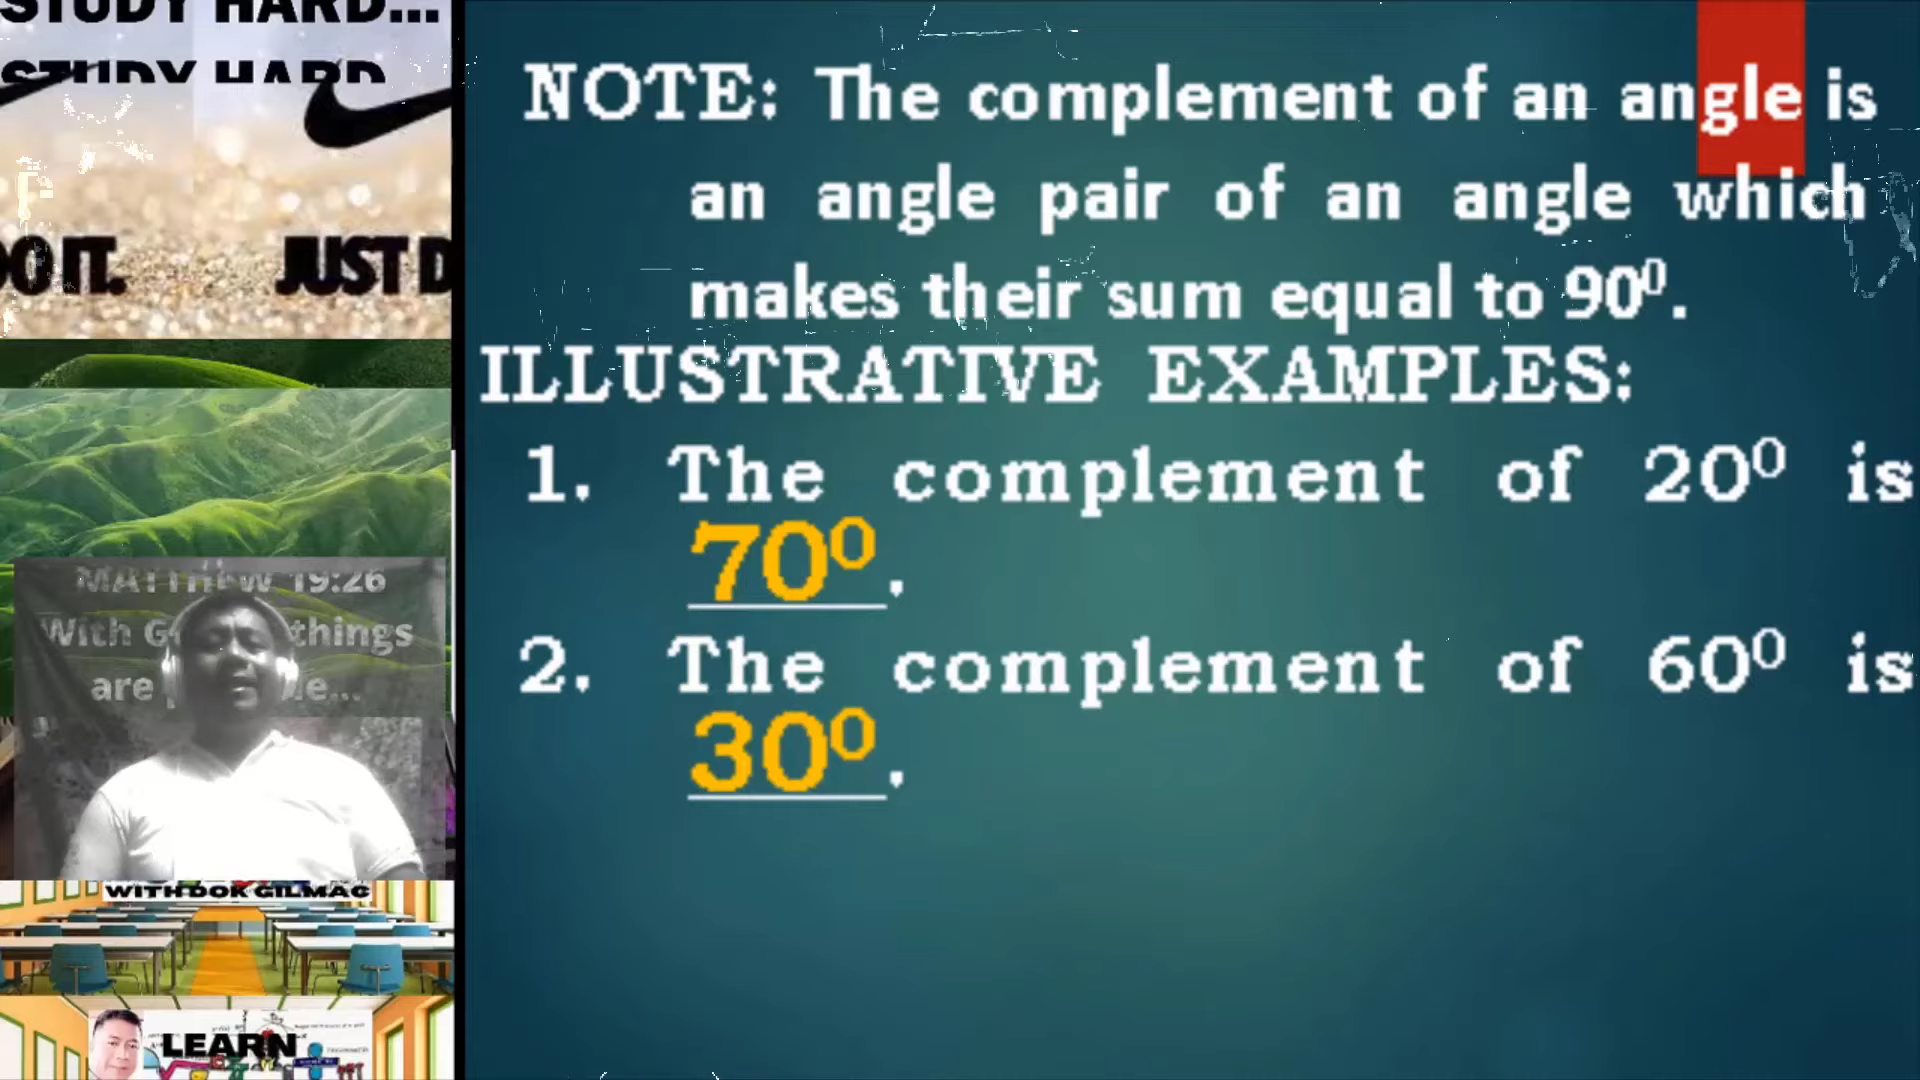 STUDY HARD...
STUDY HARD
DO IT.
JUST D
MATTHEW 19:26
With G things
are
WITH DOK GILMAC
LEARN
NOTE: The complement of an angle is
an angle pair of an angle which
makes their sum equal to 90⁰.
ILLUSTRATIVE EXAMPLES:
1. The complement of 20⁰ is
70⁰.
2. The complement of 60⁰ is
30⁰.